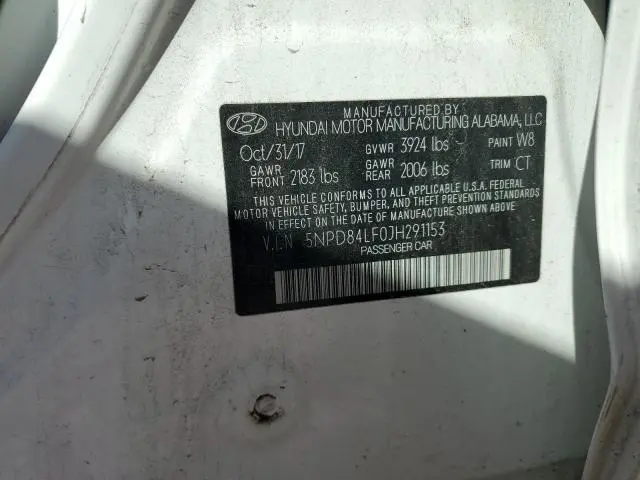 MANUFACTURED BY
HYUNDAI MOTOR MANUFACTURING ALABAMA, LLC
Oct/31/17 GVWR 3924 lbs PAINT W8
GAWR FRONT 2183 lbs GAWR REAR 2006 lbs TRIM CT
THIS VEHICLE CONFORMS TO ALL APPLICABLE U.S.A. FEDERAL
MOTOR VEHICLE SAFETY, BUMPER, AND THEFT PREVENTION
STANDARDS IN EFFECT ON THE DATE OF MANUFACTURE SHOWN ABOVE.
V.I.N 5NPD84LF0JH291153
PASSENGER CAR